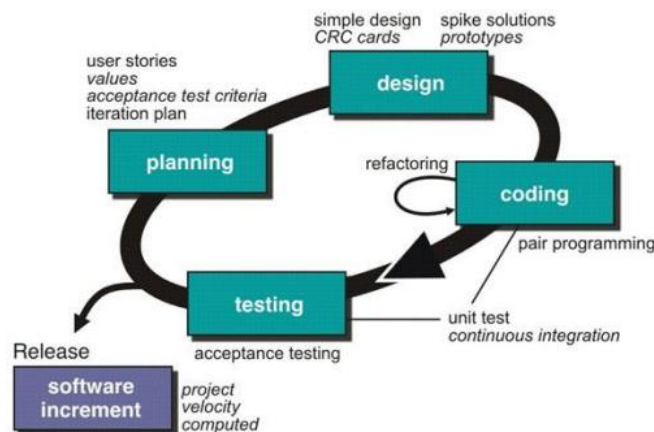 simple design
CRC cards
spike solutions
prototypes
user stories
values
acceptance test criteria
iteration plan
design
planning
refactoring
coding
pair programming
testing
unit test
continuous integration
acceptance testing
Release
software
increment
project
velocity
computed